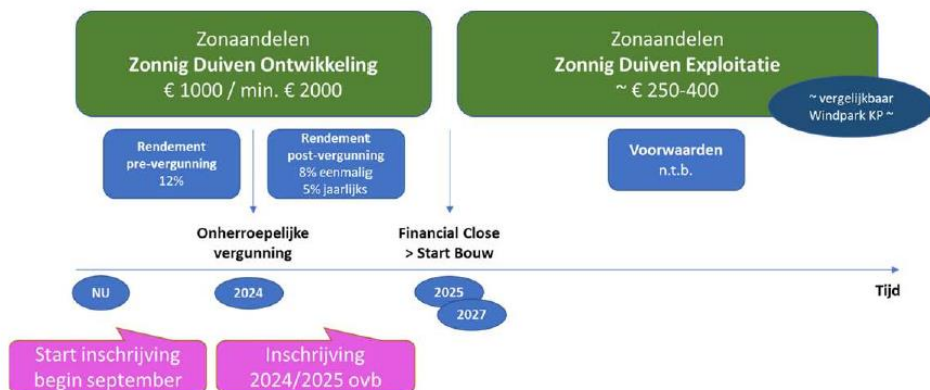 Zonaandelen
Zonnig Duiven Ontwikkeling
€ 1000 / min. € 2000
Zonaandelen
Zonnig Duiven Exploitatie
~ € 250-400
~ vergelijkbaar
Windpark KP ~
Rendement
pre-vergunning
12%
Rendement
post-vergunning
8% eenmalig
5% jaarlijks
Voorwaarden
n.t.b.
Onherroepelijke
vergunning
Financial Close
> Start Bouw
NU
2024
2025
2027
Tijd
Start inschrijving
begin september
Inschrijving
2024/2025 ovb